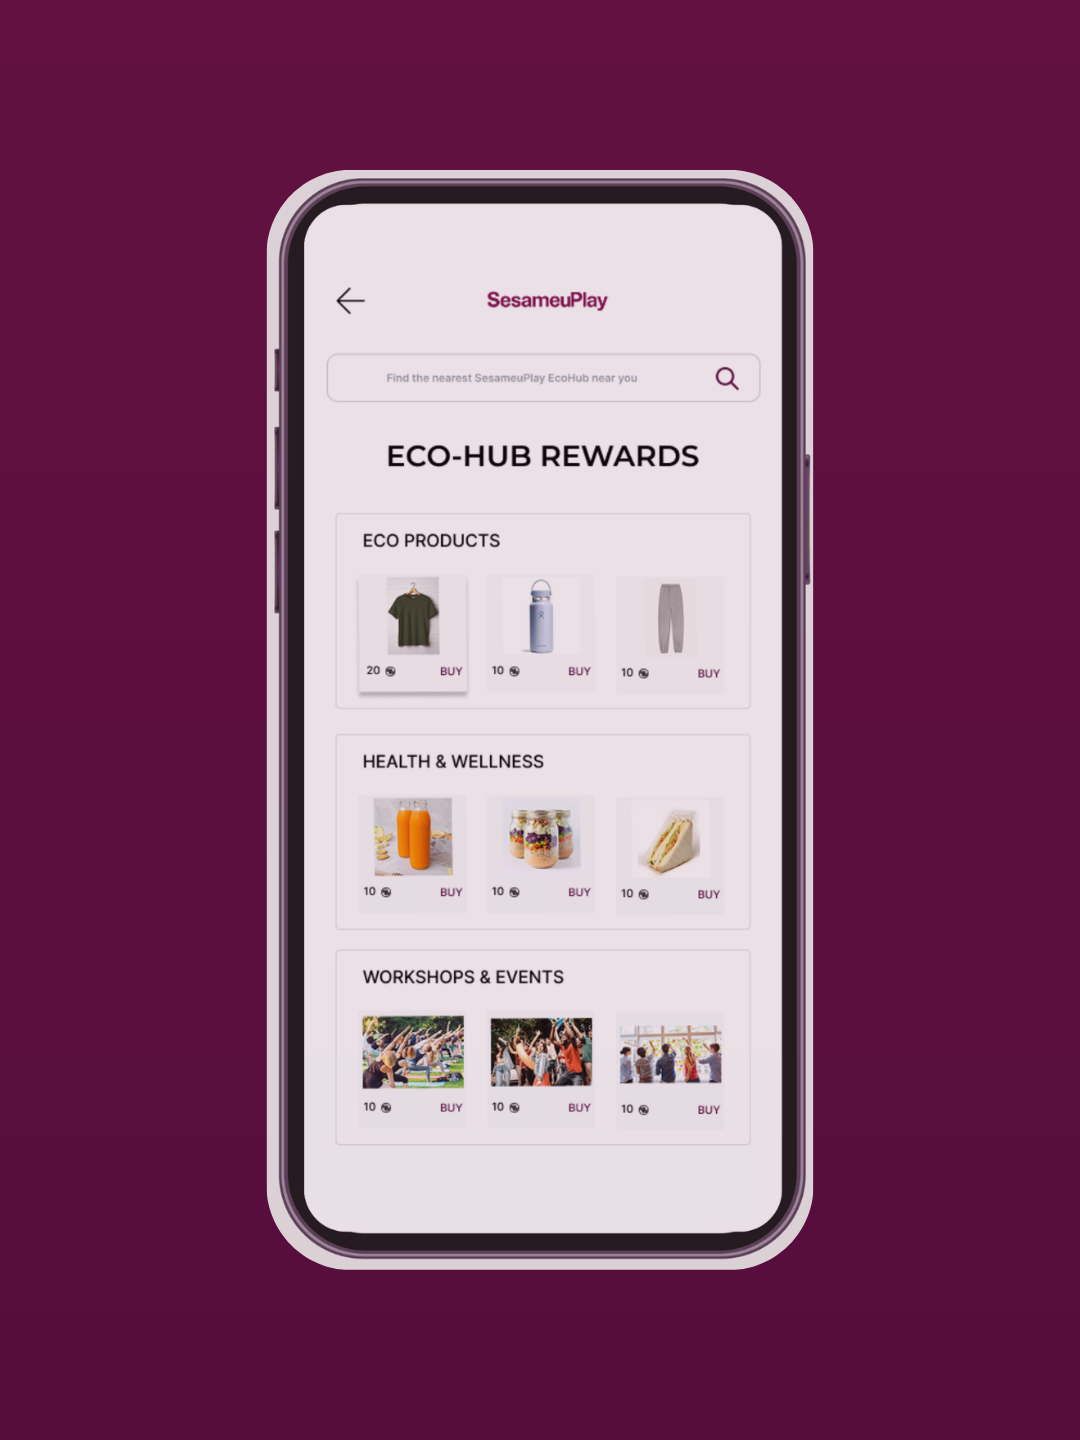 SesameuPlay
Find the nearest SesameuPlay EcoHub near you
ECO-HUB REWARDS
ECO PRODUCTS
20 BUY 10 BUY 10 BUY
HEALTH & WELLNESS
10 BUY 10 BUY 10 BUY
WORKSHOPS & EVENTS
10 BUY 10 BUY 10 BUY